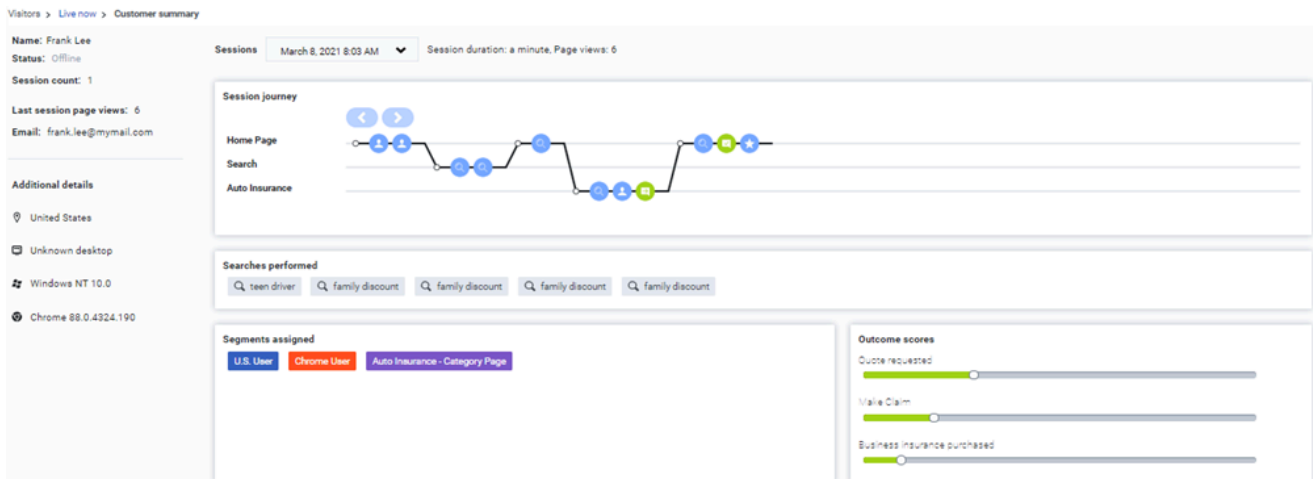 Visitors > Live now > Customer summary
Name: Frank Lee
Status: Offline
Session count: 1
Last session page views: 6
Email: frank.lee@mymail.com
Additional details
United States
Unknown desktop
Windows NT 10.0
Chrome 88.0.4324.190
Sessions March 8, 2021 8:03 AM Session duration: a minute, Page views: 6
Session journey
Home Page
Search
Auto Insurance
Searches performed
teen driver family discount family discount family discount family discount
Segments assigned
U.S. User Chrome User Auto Insurance - Category Page
Outcome scores
Quote requested
Make Claim
Business insurance purchased